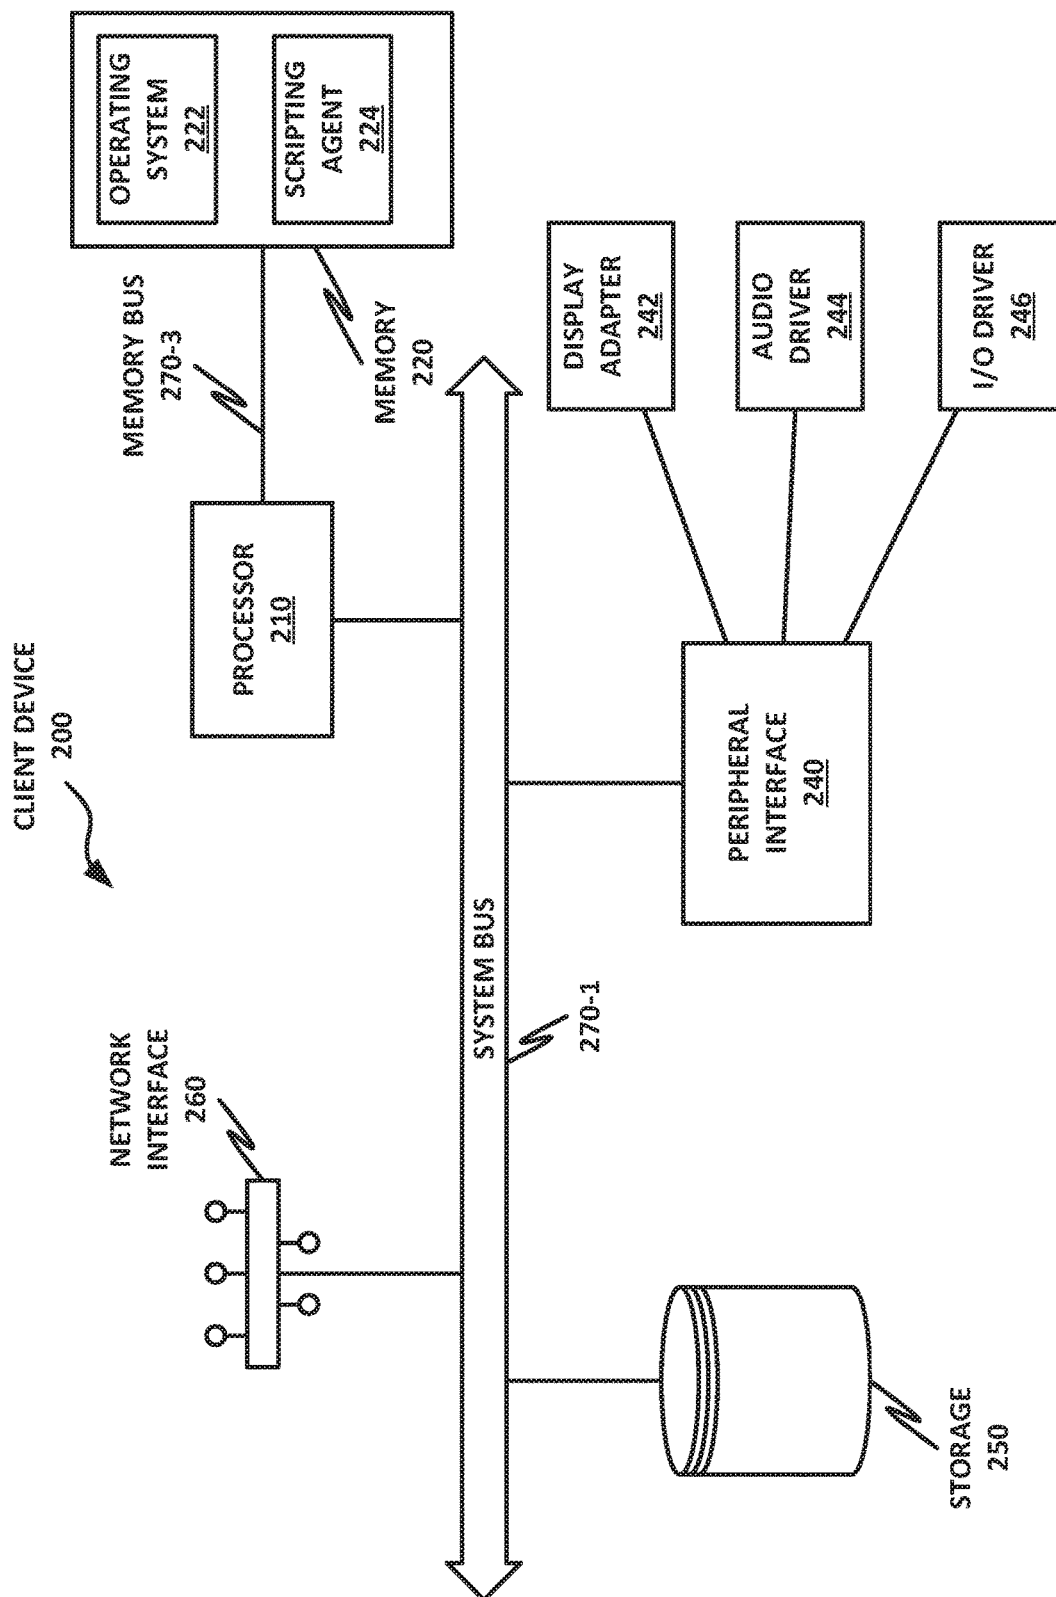 CLIENT DEVICE
200
NETWORK
INTERFACE
260
PROCESSOR
210
MEMORY BUS
270-3
OPERATING
SYSTEM
222
SCRIPTING
AGENT
224
MEMORY
220
SYSTEM BUS
270-1
STORAGE
250
PERIPHERAL
INTERFACE
240
DISPLAY
ADAPTER
242
AUDIO
DRIVER
244
I/O DRIVER
246